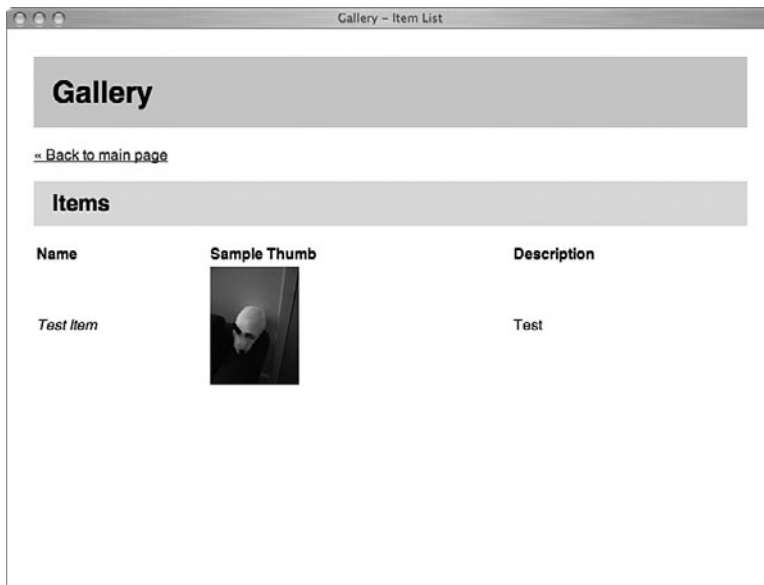 Gallery – Item List
Gallery
« Back to main page
Items
Name Sample Thumb Description
Test Item Test